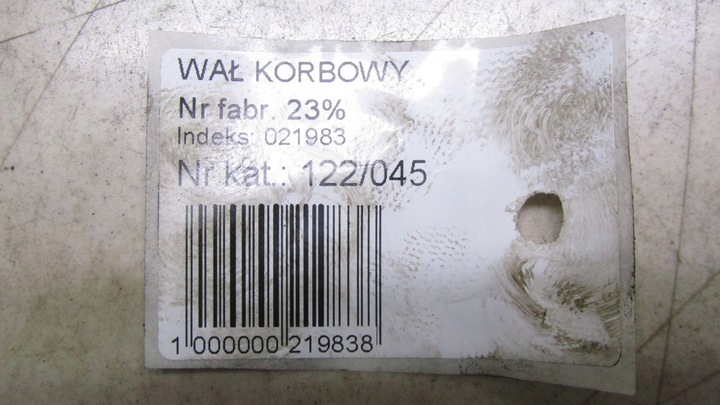 WAŁ KORBOWY
Nr fabr. 23%
Indeks: 021983
Nr kat.: 122/045
1 000000 219838